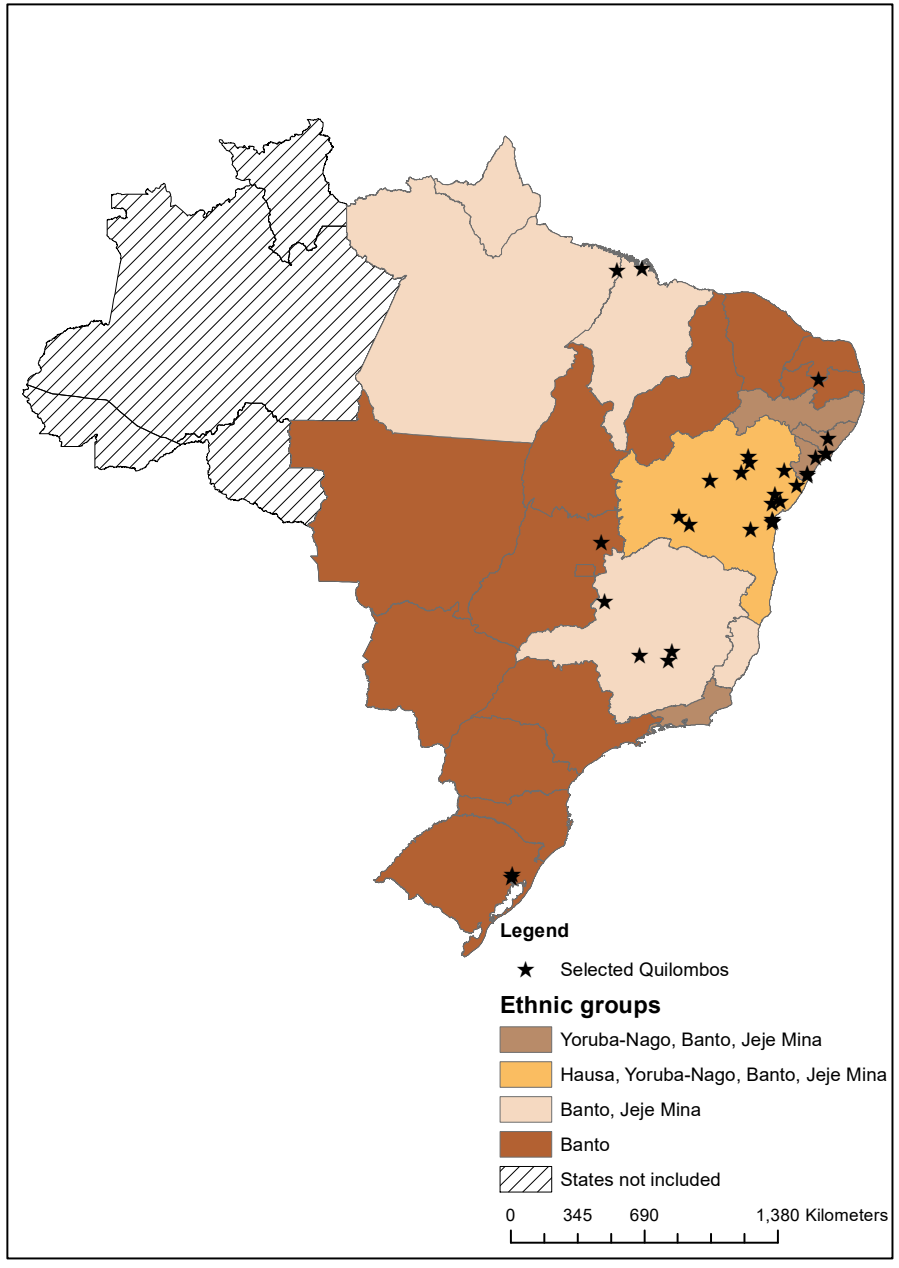 Legend
Selected Quilombos
Ethnic groups
Yoruba-Nago, Banto, Jeje Mina
Hausa, Yoruba-Nago, Banto, Jeje Mina
Banto, Jeje Mina
Banto
States not included
0 345 690 1,380 Kilometers